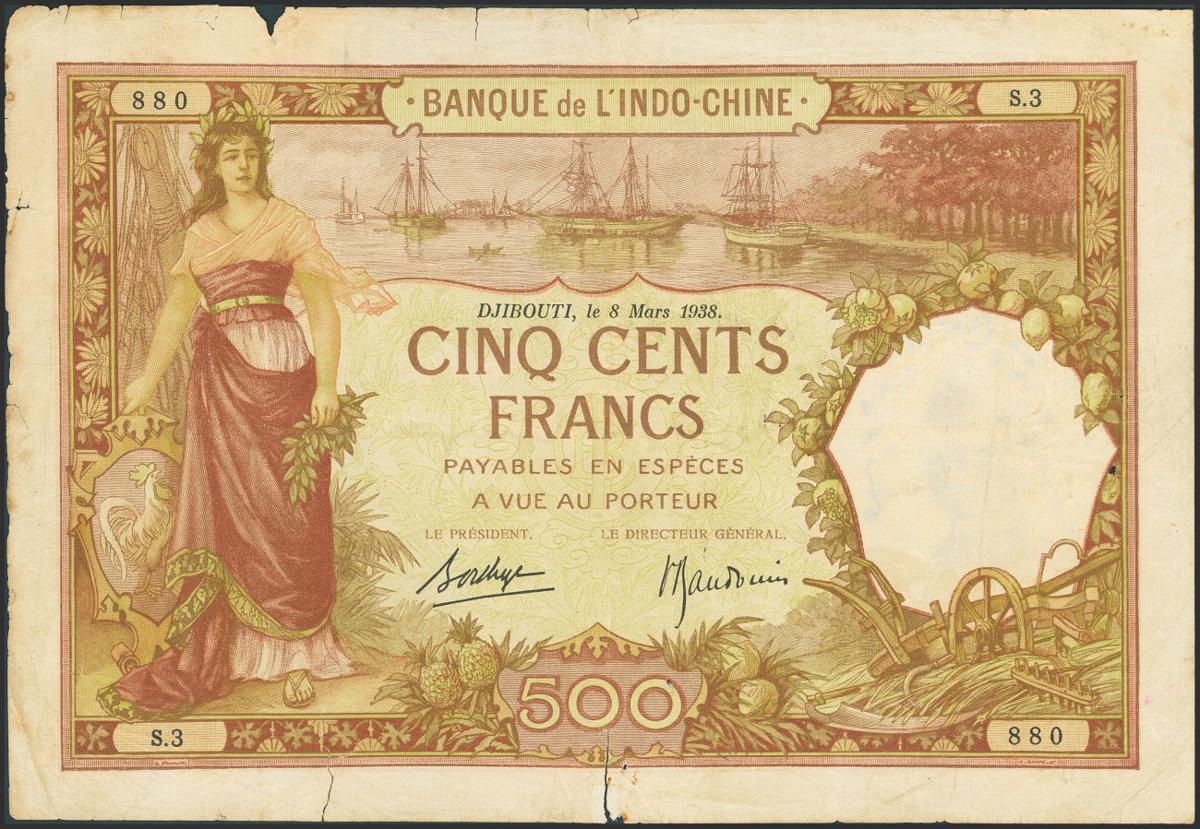 880
· BANQUE de L'INDO-CHINE ·
S.3
DJIBOUTI, le 8 Mars 1938.
CINQ CENTS
FRANCS
PAYABLES EN ESPÈCES
A VUE AU PORTEUR
LE PRÉSIDENT.
LE DIRECTEUR GÉNÉRAL.
500
S.3
880